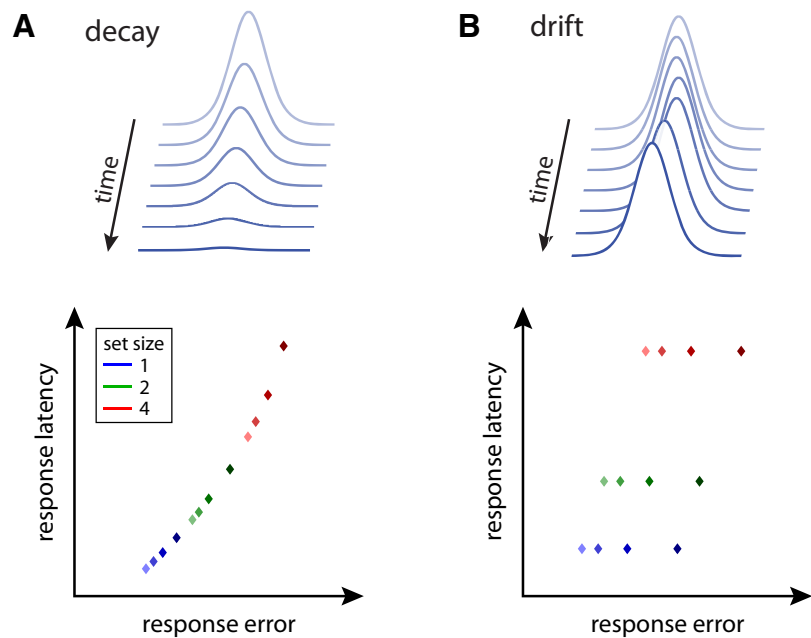 A
decay
time
response latency
set size
1
2
4
response error
B
drift
time
response latency
response error